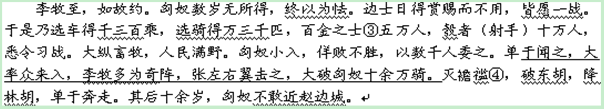 李牧至，如故约。匈奴数岁无所得，终以为怯。边士日得赏赐而不用，皆愿一战。
于是乃选车得千三百乘，选骑得万三千匹，百金之士③五万人，彀者（射手）十万人，
悉令习战。大纵畜牧，人民满野。匈奴小入，佯败不胜，以数千人委之。单于闻之，大
率众来入，李牧多为奇阵，张左右翼击之，大破匈奴十余万骑。灭襜褴④，破东胡，降
林胡，单于奔走。其后十余岁，匈奴不敢近赵边城。